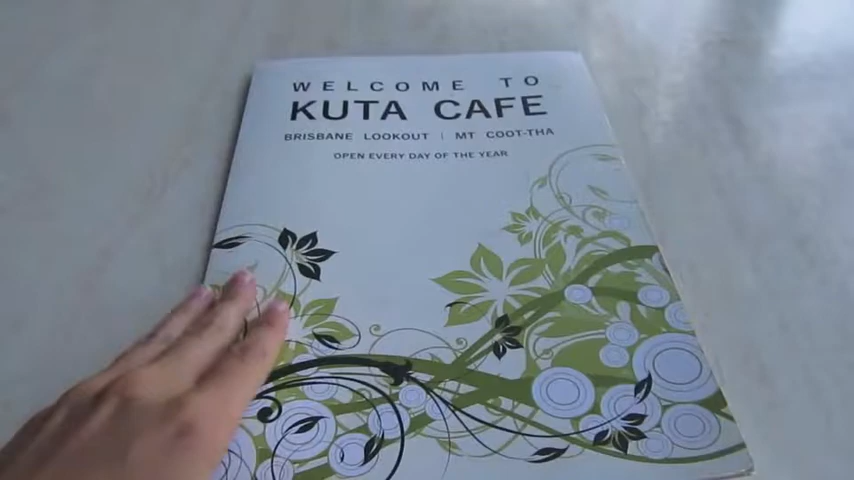 WELCOME TO
KUTA CAFE
BRISBANE LOOKOUT | MT COOT-THA
OPEN EVERY DAY OF THE YEAR